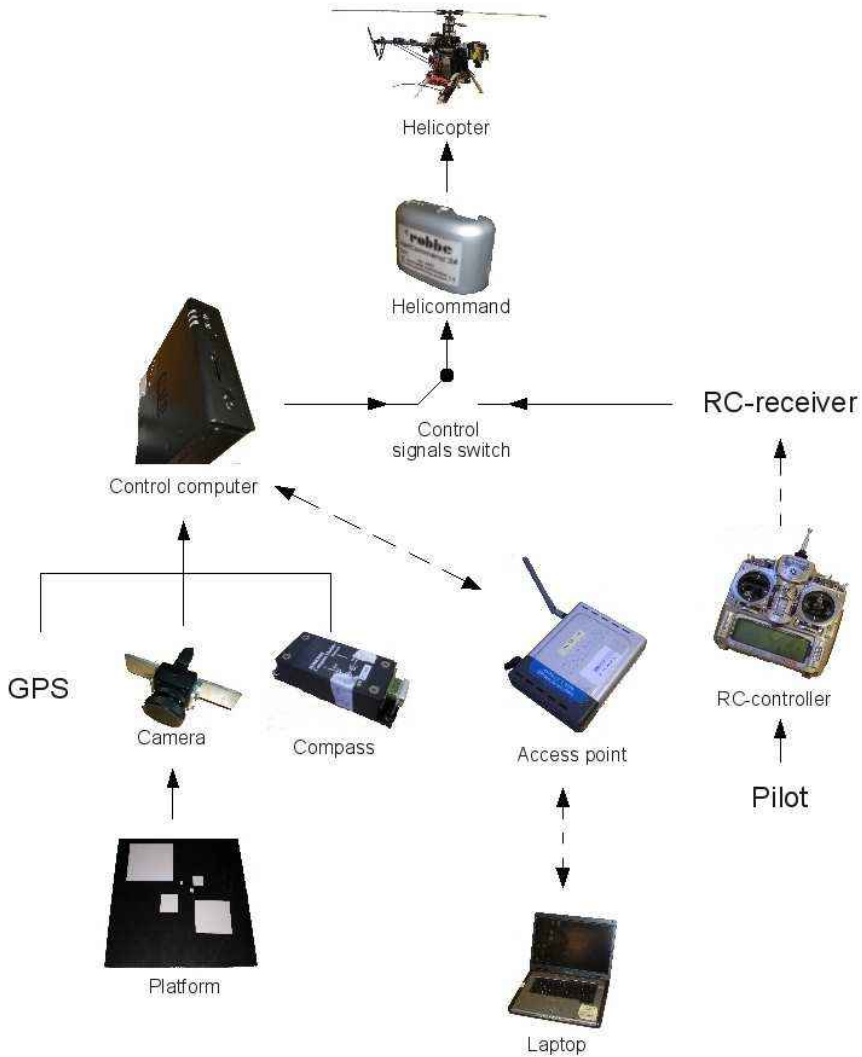 Helicopter
robbe
Helicommand
RC-receiver
Control
signals switch
Control computer
GPS
Camera
Compass
Access point
RC-controller
Pilot
Platform
Laptop